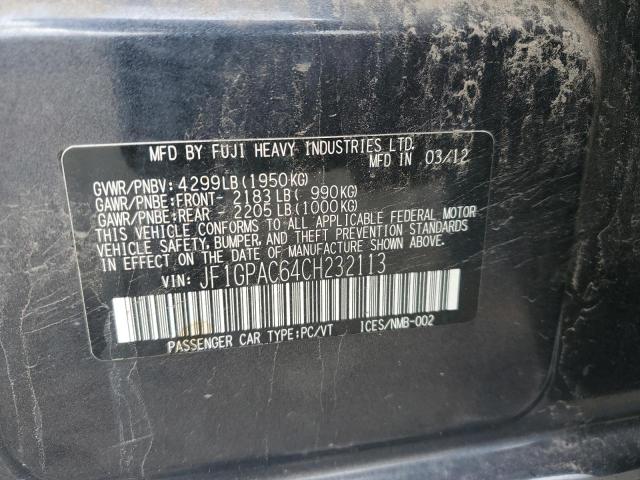 MFD BY FUJI HEAVY INDUSTRIES LTD.
MFD IN 03/12
GVWR/PNBV: 4299LB(1950KG)
GAWR/PNBE:FRONT- 2183LB( 990KG)
GAWR/PNBE:REAR - 2205LB(1000KG)
THIS VEHICLE CONFORMS TO ALL APPLICABLE FEDERAL MOTOR
VEHICLE SAFETY, BUMPER, AND THEFT PREVENTION STANDARDS
IN EFFECT ON THE DATE OF MANUFACTURE SHOWN ABOVE.
VIN: JF1GPAC64CH232113
PASSENGER CAR TYPE:PC/VT ICES/NMB-002